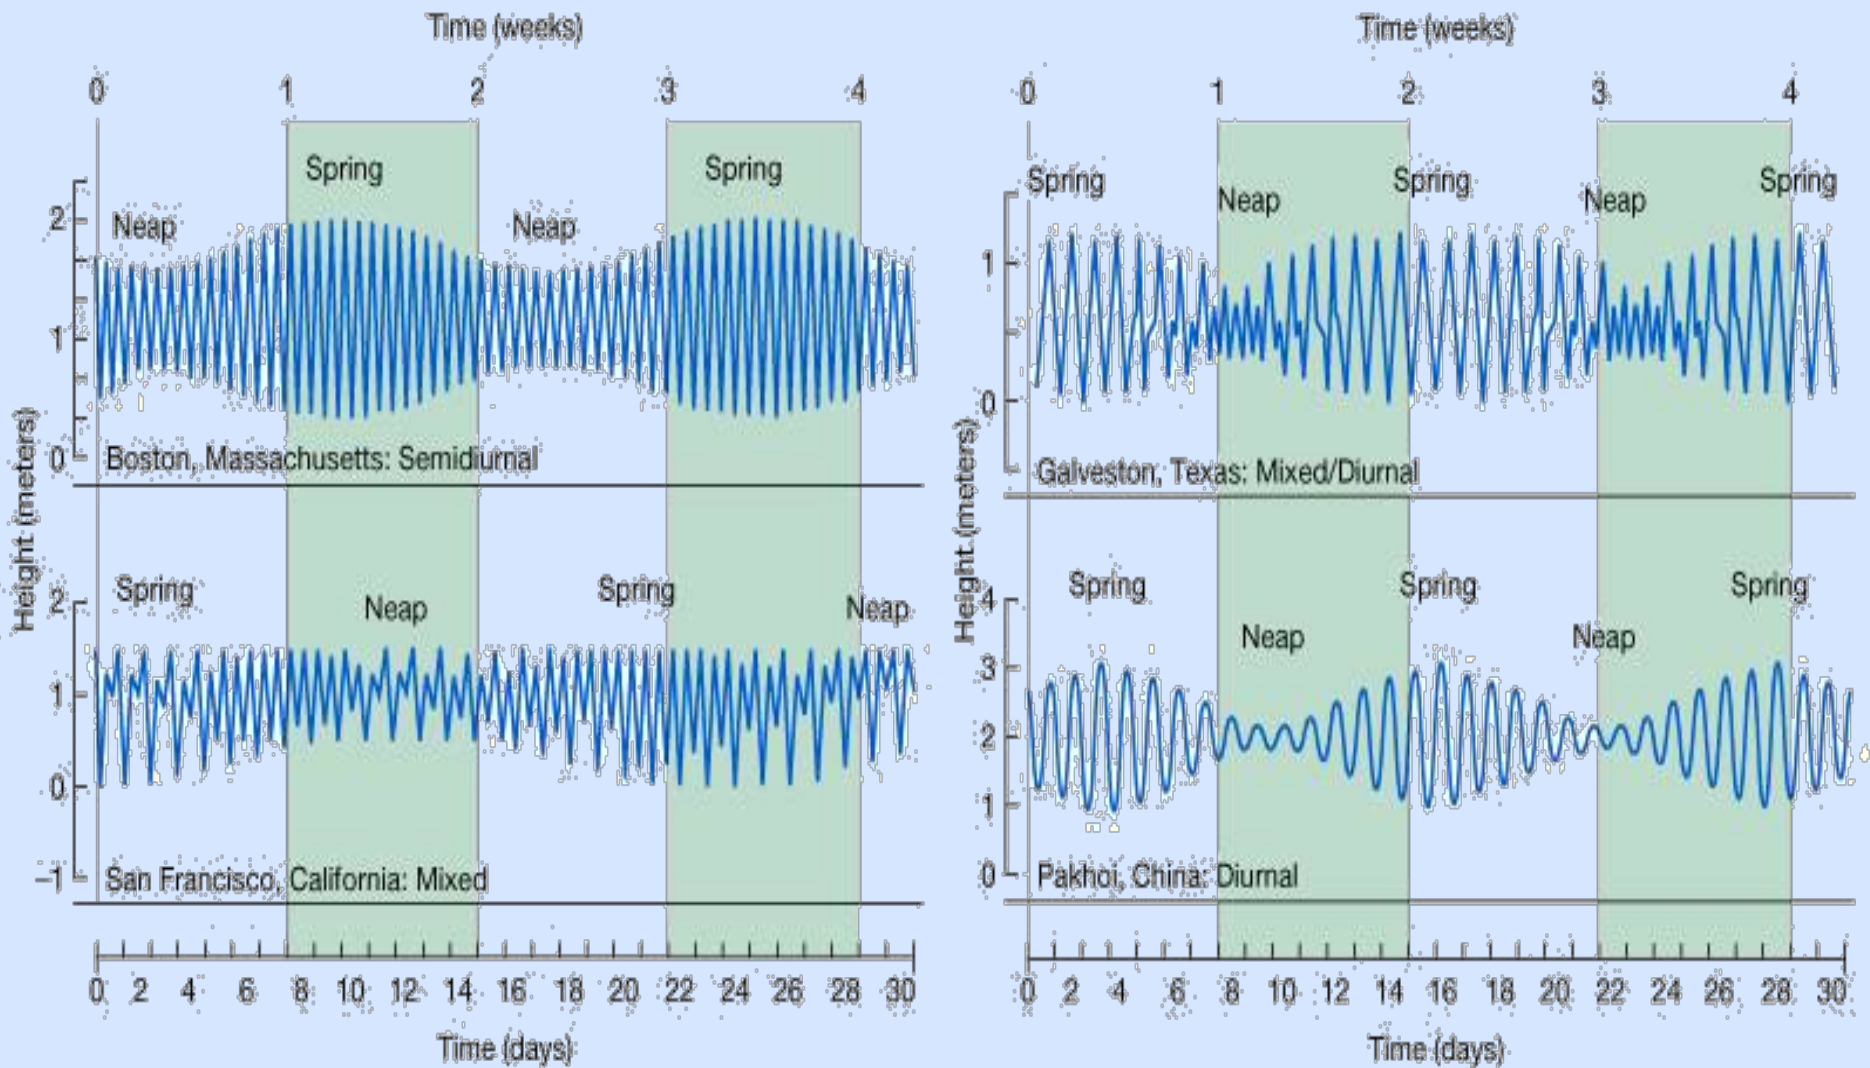 Time (weeks)
0 1 2 3 4
Spring Spring
Neap Neap
2
1
0
Boston, Massachusetts: Semidiurnal
Height (meters)
Spring Neap Spring Neap
2
1
0
−1
San Francisco, California: Mixed
0 2 4 6 8 10 12 14 16 18 20 22 24 26 28 30
Time (days)
Time (weeks)
0 1 2 3 4
Spring Neap Spring Neap Spring
1
0
Galveston, Texas: Mixed/Diurnal
Height (meters)
Spring Neap Spring Neap Spring
4
3
2
1
0
Pakhoi, China: Diurnal
0 2 4 6 8 10 12 14 16 18 20 22 24 26 28 30
Time (days)